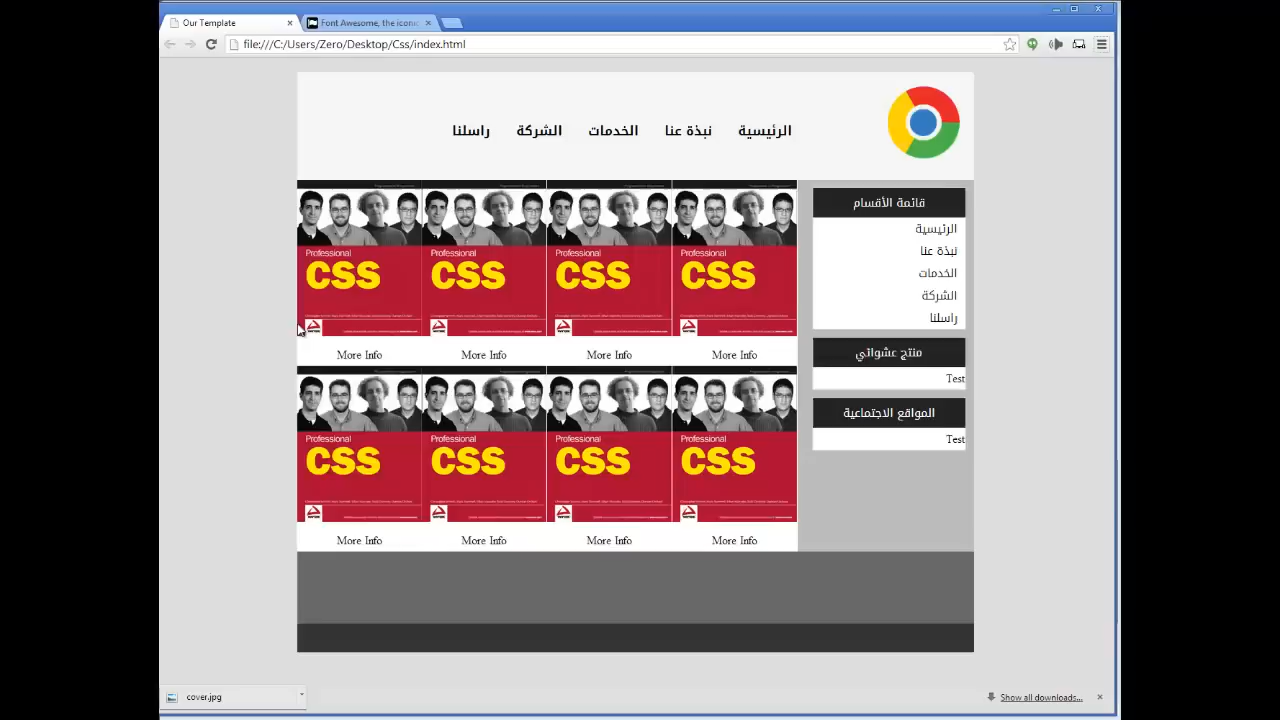 Our Template
Font Awesome, the iconic
file:///C:/Users/Zero/Desktop/Css/index.html
الرئيسية نبذة عنا الخدمات الشركة راسلنا
Professional Professional Professional Professional
CSS CSS CSS CSS
More Info More Info More Info More Info
Professional Professional Professional Professional
CSS CSS CSS CSS
More Info More Info More Info More Info
قائمة الأقسام
الرئيسية
نبذة عنا
الخدمات
الشركة
راسلنا
منتج عشوائي
Test
المواقع الاجتماعية
Test
cover.jpg
Show all downloads...